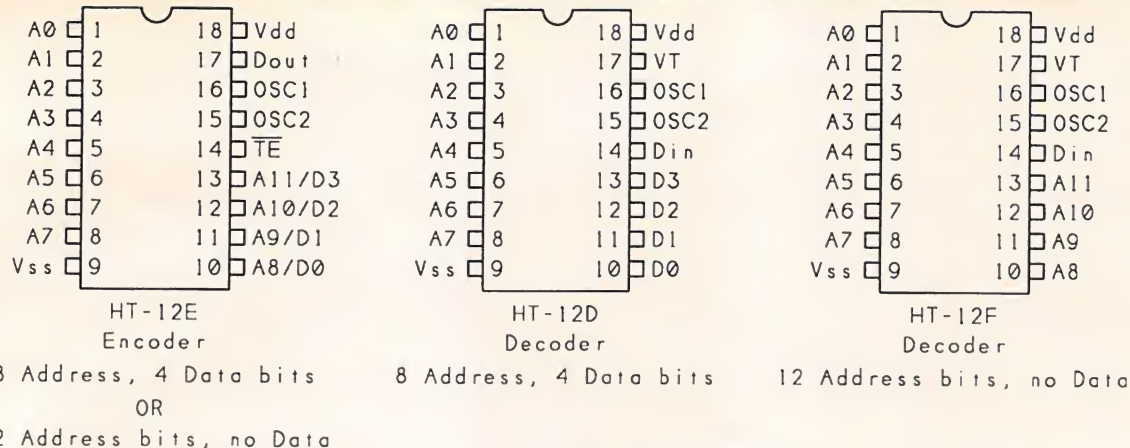 A0 1 18 Vdd
A1 2 17 Dout
A2 3 16 OSC1
A3 4 15 OSC2
A4 5 14 TE
A5 6 13 A11/D3
A6 7 12 A10/D2
A7 8 11 A9/D1
Vss 9 10 A8/D0
HT-12E
Encoder
8 Address, 4 Data bits
OR
2 Address bits, no Data
A0 1 18 Vdd
A1 2 17 VT
A2 3 16 OSC1
A3 4 15 OSC2
A4 5 14 Din
A5 6 13 D3
A6 7 12 D2
A7 8 11 D1
Vss 9 10 D0
HT-12D
Decoder
8 Address, 4 Data bits
A0 1 18 Vdd
A1 2 17 VT
A2 3 16 OSC1
A3 4 15 OSC2
A4 5 14 Din
A5 6 13 A11
A6 7 12 A10
A7 8 11 A9
Vss 9 10 A8
HT-12F
Decoder
12 Address bits, no Data